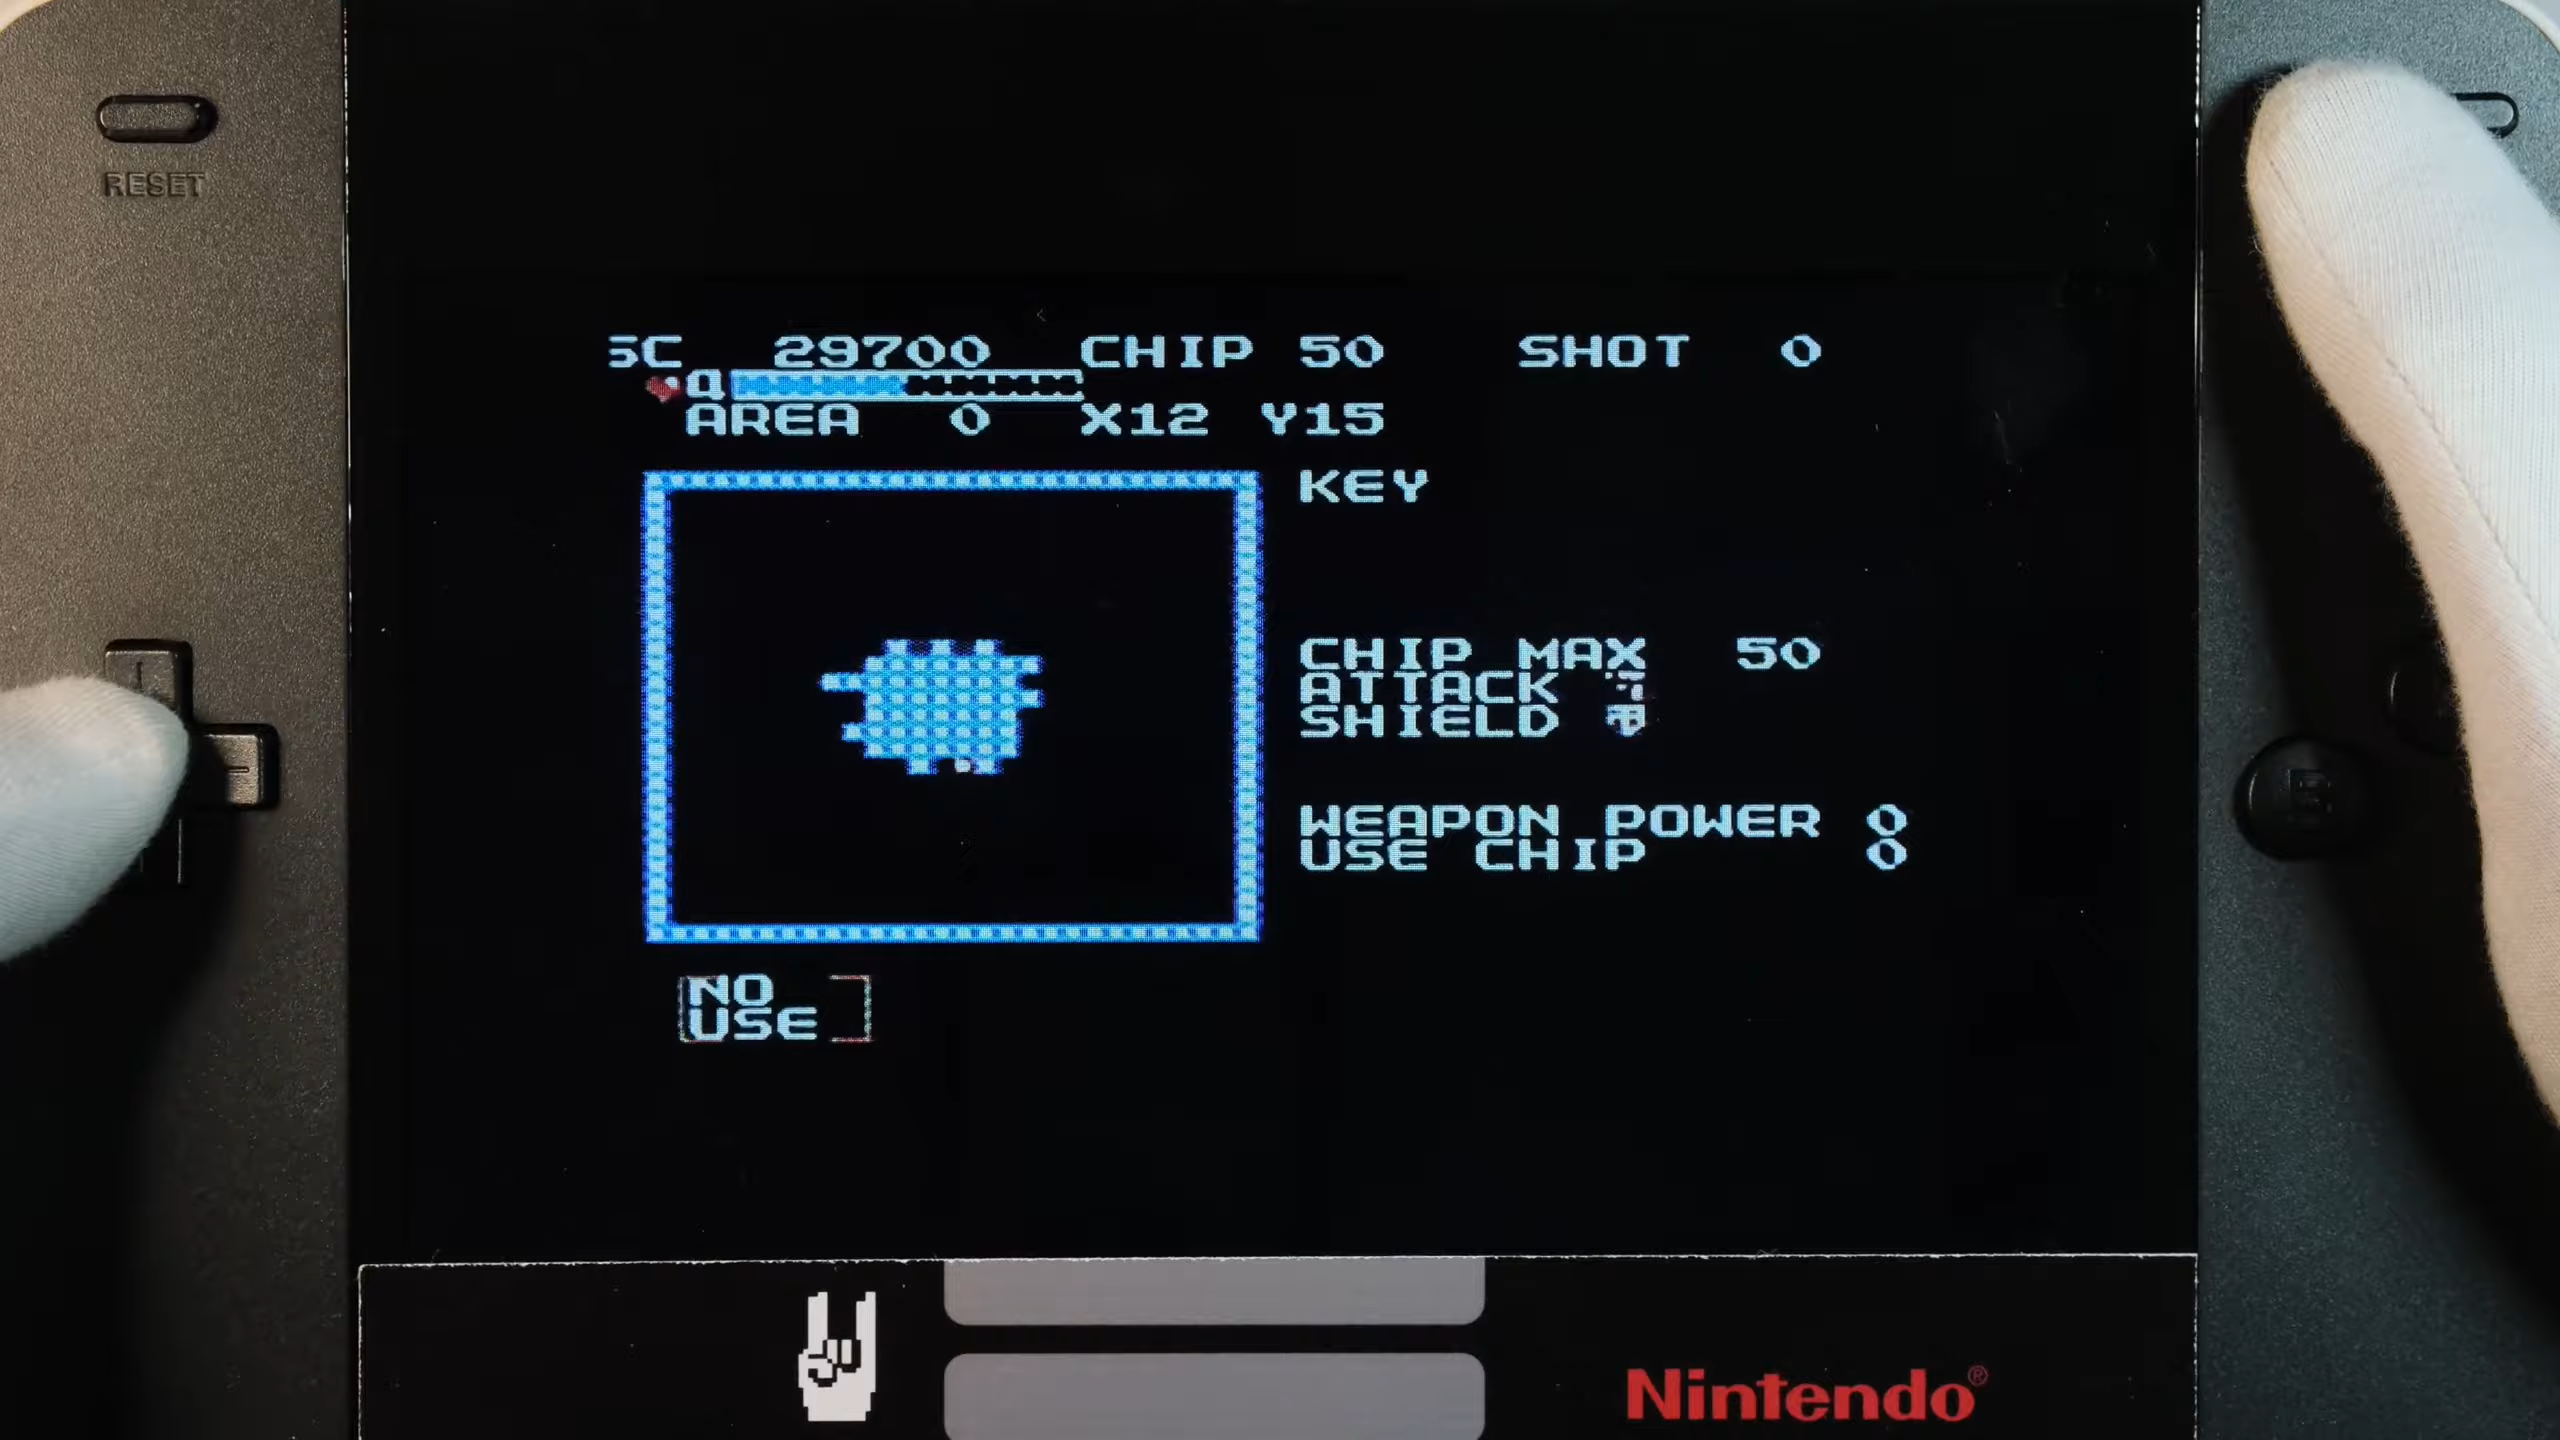 RESET
SC 29700 CHIP 50 SHOT 0
AREA 0 X12 Y15
KEY
CHIP MAX 50
ATTACK
SHIELD
WEAPON POWER 0
USE CHIP 0
NO
USE
Nintendo®